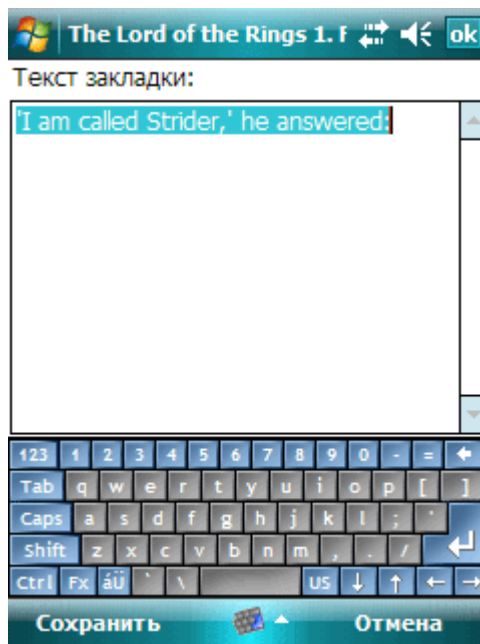 The Lord of the Rings 1. F ok
Текст закладки:
'I am called Strider,' he answered:
123 1 2 3 4 5 6 7 8 9 0 - =
Tab q w e r t y u i o p [ ]
Caps a s d f g h j k l ; '
Shift z x c v b n m , . /
Ctrl Fx áü ` \ US
Сохранить Отмена